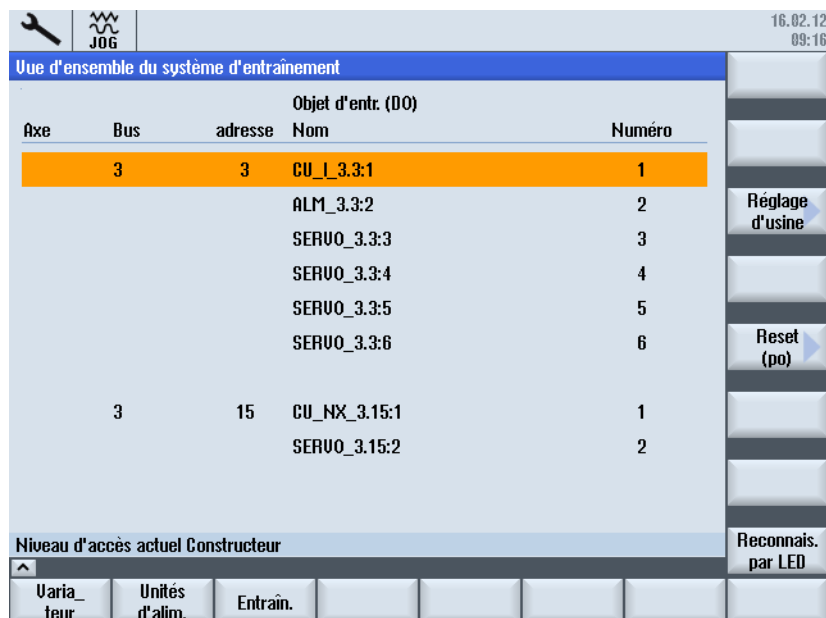 16.02.12
09:16
JOG
Vue d'ensemble du système d'entraînement
Objet d'entr. (DO)
Axe Bus adresse Nom Numéro
3 3 CU_I_3.3:1 1
ALM_3.3:2 2
SERVO_3.3:3 3
SERVO_3.3:4 4
SERVO_3.3:5 5
SERVO_3.3:6 6
3 15 CU_NX_3.15:1 1
SERVO_3.15:2 2
Niveau d'accès actuel Constructeur
Réglage
d'usine
Reset
(po)
Reconnais.
par LED
Varia_
teur
Unités
d'alim.
Entraîn.